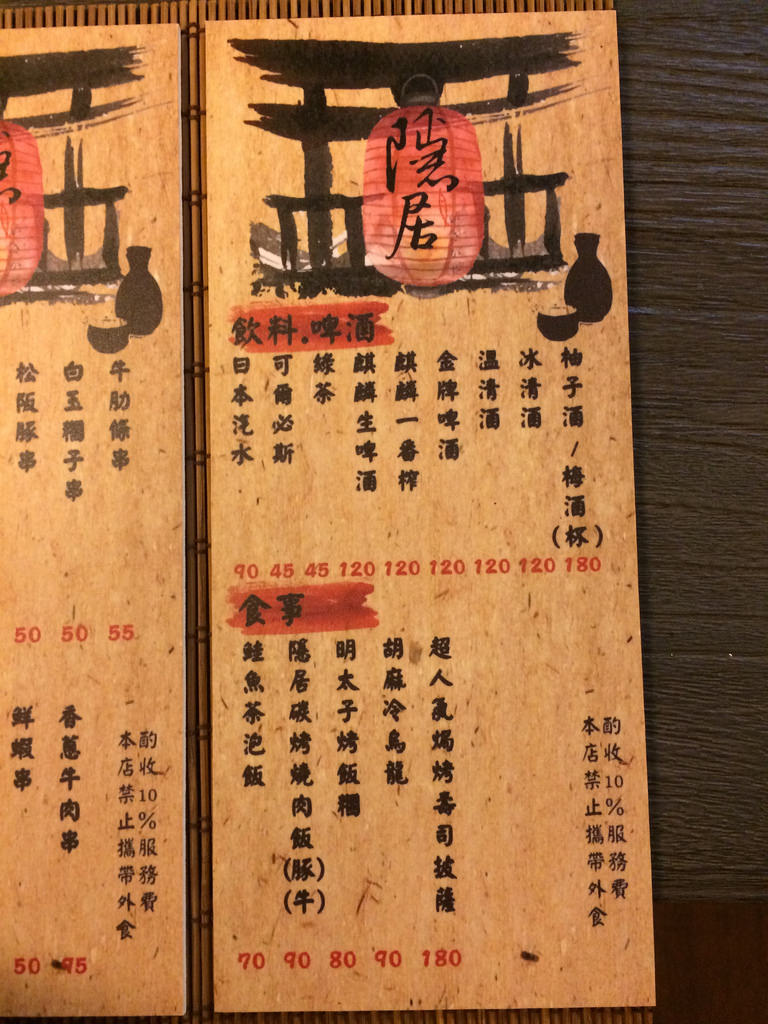 松阪豚串
白玉糰子串
牛肋條串
50 50 55
鮮蝦串
香蔥牛肉串
50 95
酌收10%服務費
本店禁止攜帶外食
隱居
飲料.啤酒
日本汽水
可爾必斯
綠茶
麒麟生啤酒
麒麟一番榨
金牌啤酒
溫清酒
冰清酒
柚子酒/梅酒(杯)
90 45 45 120 120 120 120 120 180
食事
鮭魚茶泡飯
隱居碳烤燒肉飯(豚)(牛)
明太子烤飯糰
胡麻冷烏龍
超人氣焗烤壽司披薩
70 90 80 90 180
酌收10%服務費
本店禁止攜帶外食